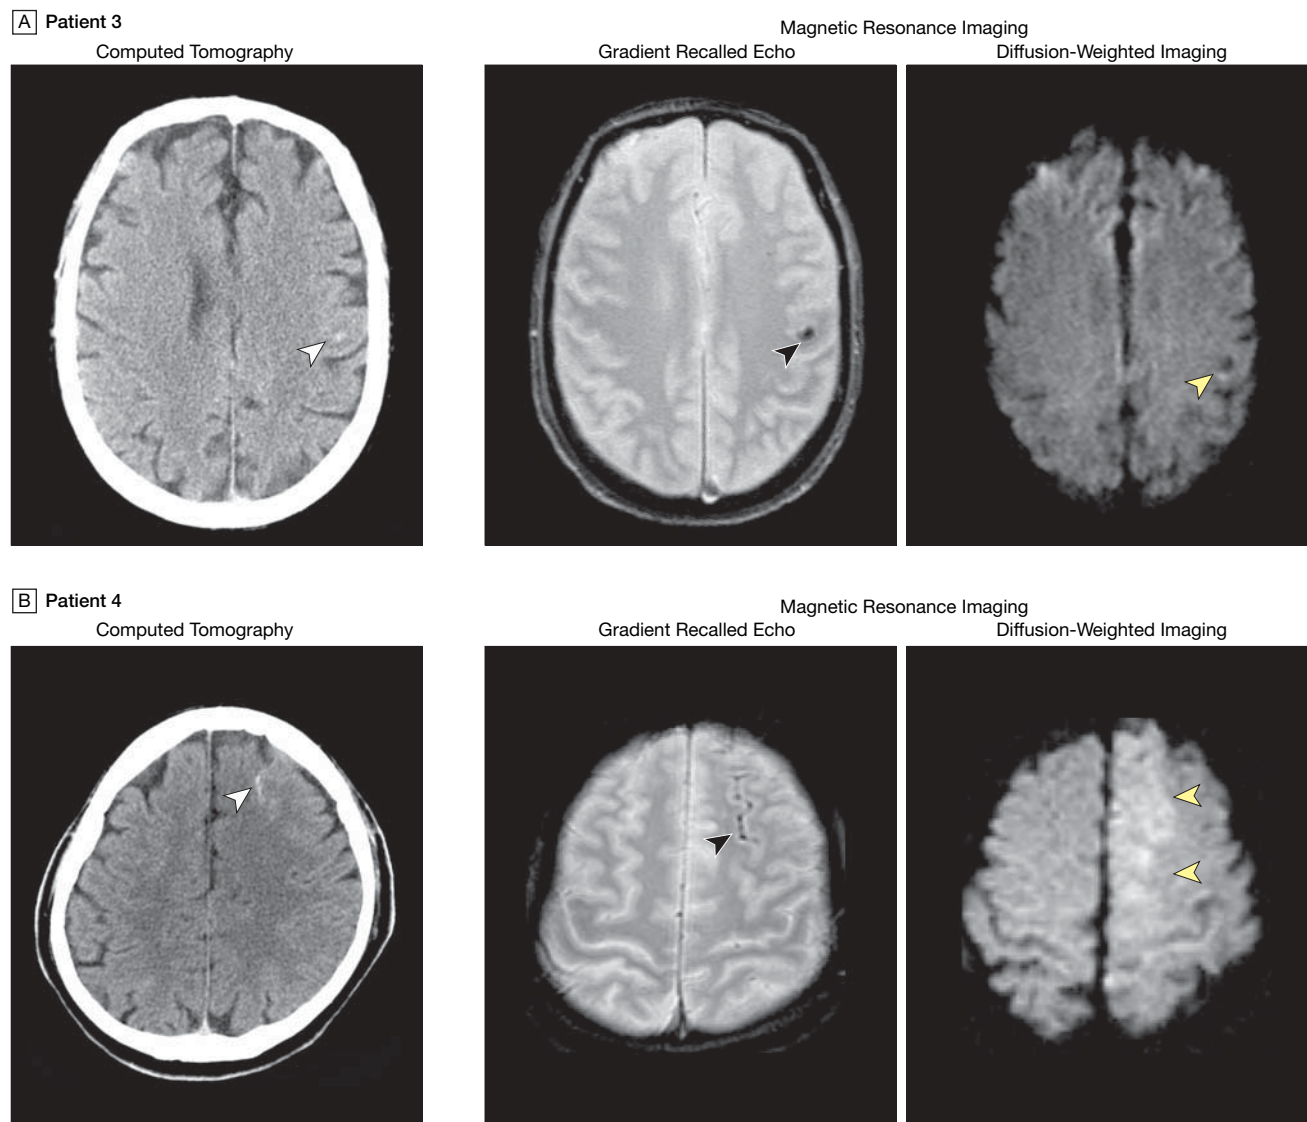 A Patient 3
Magnetic Resonance Imaging
Computed Tomography
Gradient Recalled Echo
Diffusion-Weighted Imaging
B Patient 4
Magnetic Resonance Imaging
Computed Tomography
Gradient Recalled Echo
Diffusion-Weighted Imaging